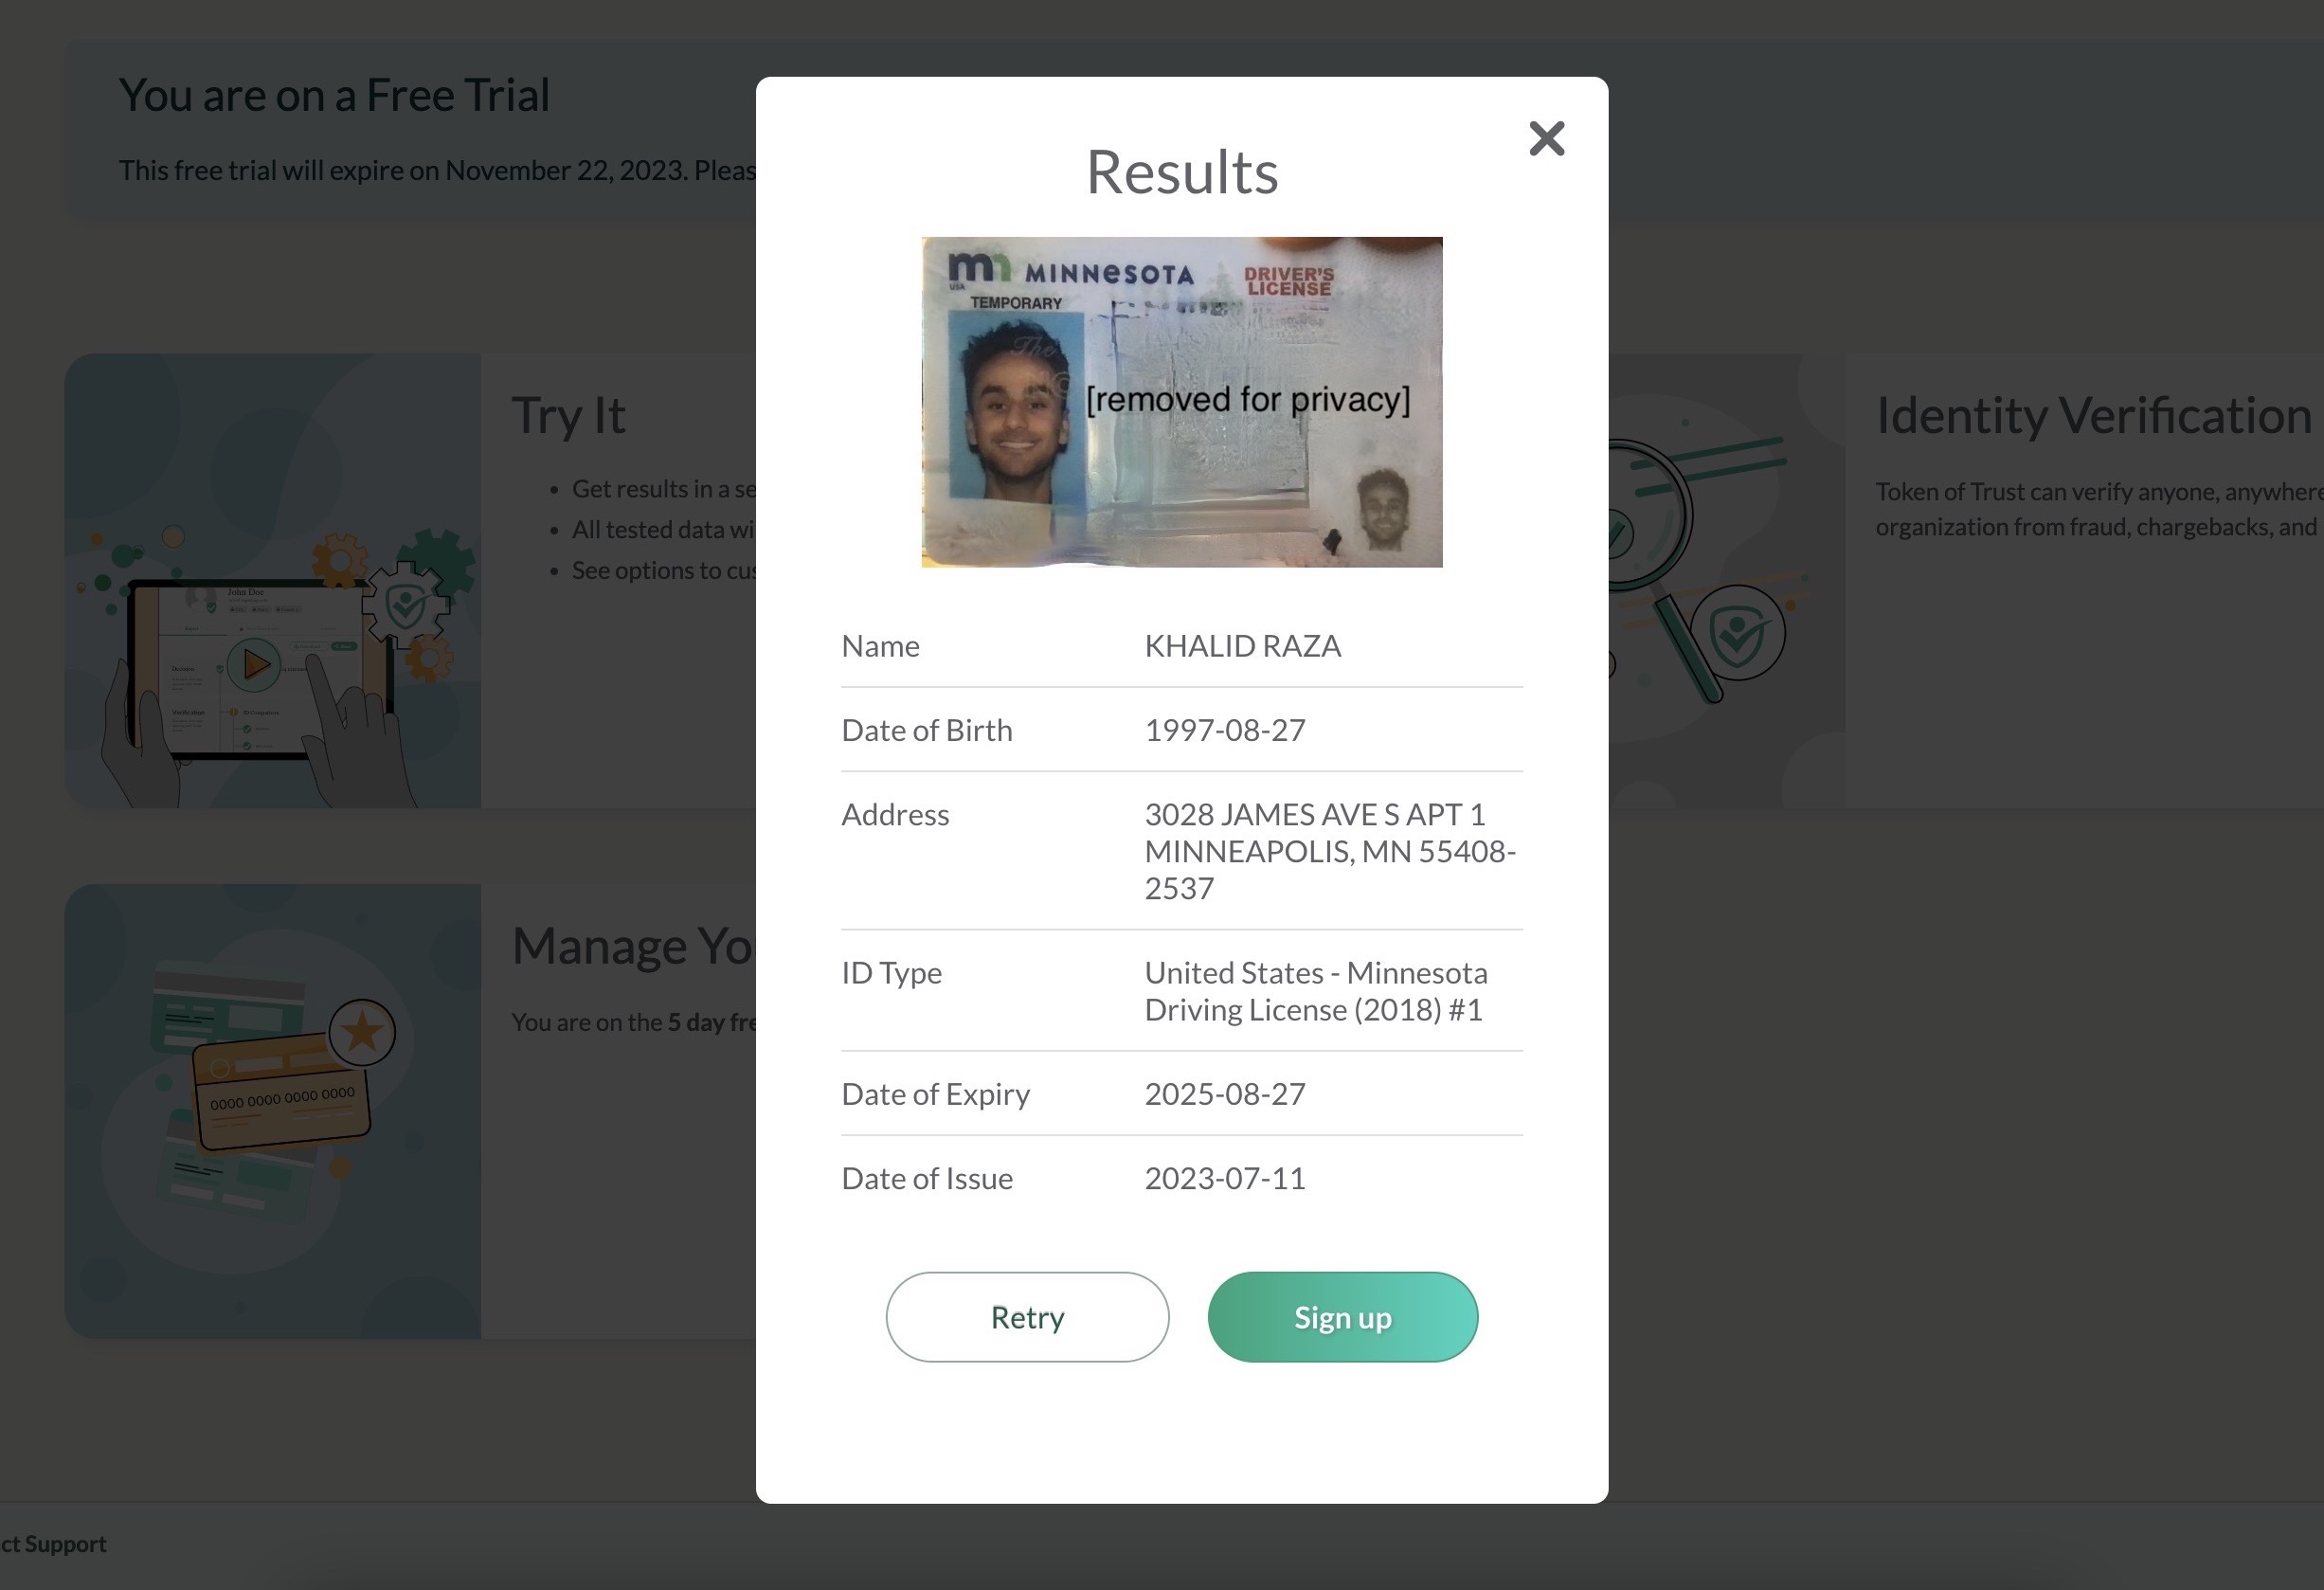 You are on a Free Trial
This free trial will expire on November 22, 2023. Pleas
Results
mn MINNESOTA
USA
DRIVER'S
LICENSE
TEMPORARY
The
[removed for privacy]
Try It
Get results in a se
All tested data wi
See options to cus
John Doe
Identity Verification
Token of Trust can verify anyone, anywhere
organization from fraud, chargebacks, and
Name KHALID RAZA
Date of Birth 1997-08-27
Address 3028 JAMES AVE S APT 1
MINNEAPOLIS, MN 55408-
2537
ID Type United States - Minnesota
Driving License (2018) #1
Date of Expiry 2025-08-27
Date of Issue 2023-07-11
Manage Yo
You are on the 5 day fre
0000 0000 0000 0000
Retry
Sign up
ct Support